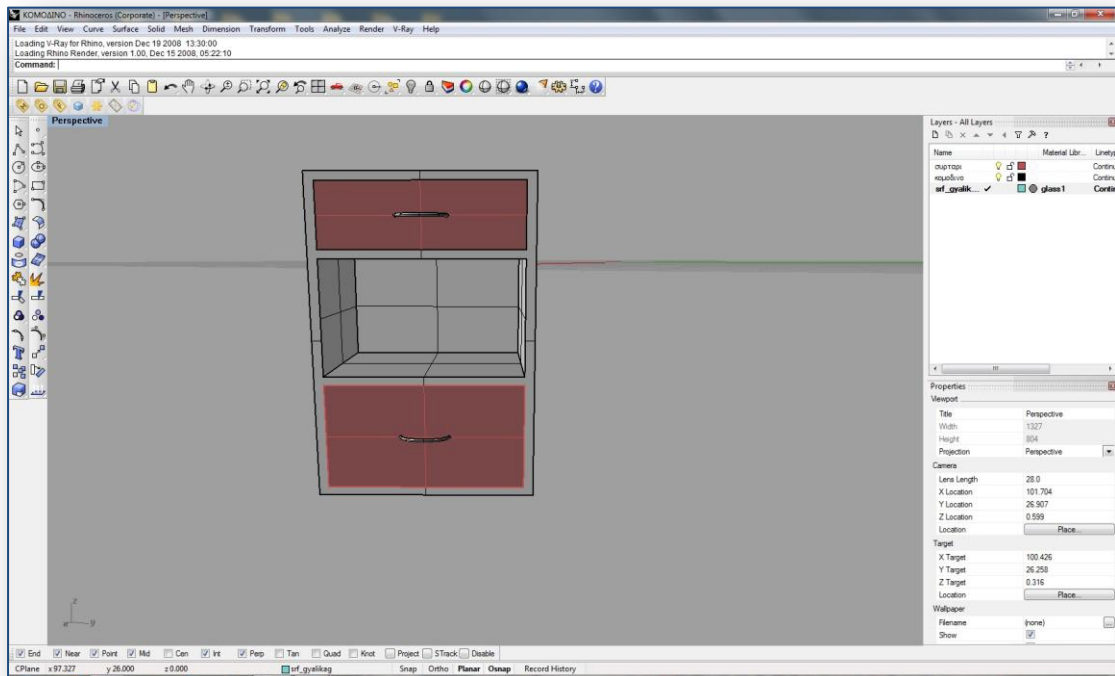 ΚΟΜΟΔΙΝΟ - Rhinoceros (Corporate) - [Perspective]
File Edit View Curve Surface Solid Mesh Dimension Transform Tools Analyze Render V-Ray Help
Loading V-Ray for Rhino, version Dec 19 2008 13:30:00
Loading Rhino Render, version 1.00, Dec 15 2008, 05:22:10
Command:
Perspective
Layers - All Layers
Name Material Libr... Linetyp
συρταρι Continu
κομοδινο Continu
srf_gyalik... glass1 Contin
Properties
Viewport
Title Perspective
Width 1327
Height 804
Projection Perspective
Camera
Lens Length 28.0
X Location 101.704
Y Location 26.907
Z Location 0.599
Location Place...
Target
X Target 100.426
Y Target 26.258
Z Target 0.316
Location Place...
Wallpaper
Filename (none) ...
Show
z
x y
End Near Point Mid Cen Int Perp Tan Quad Knot Project STrack Disable
CPlane x 97.327 y 26.000 z 0.000 srf_gyalikag Snap Ortho Planar Osnap Record History